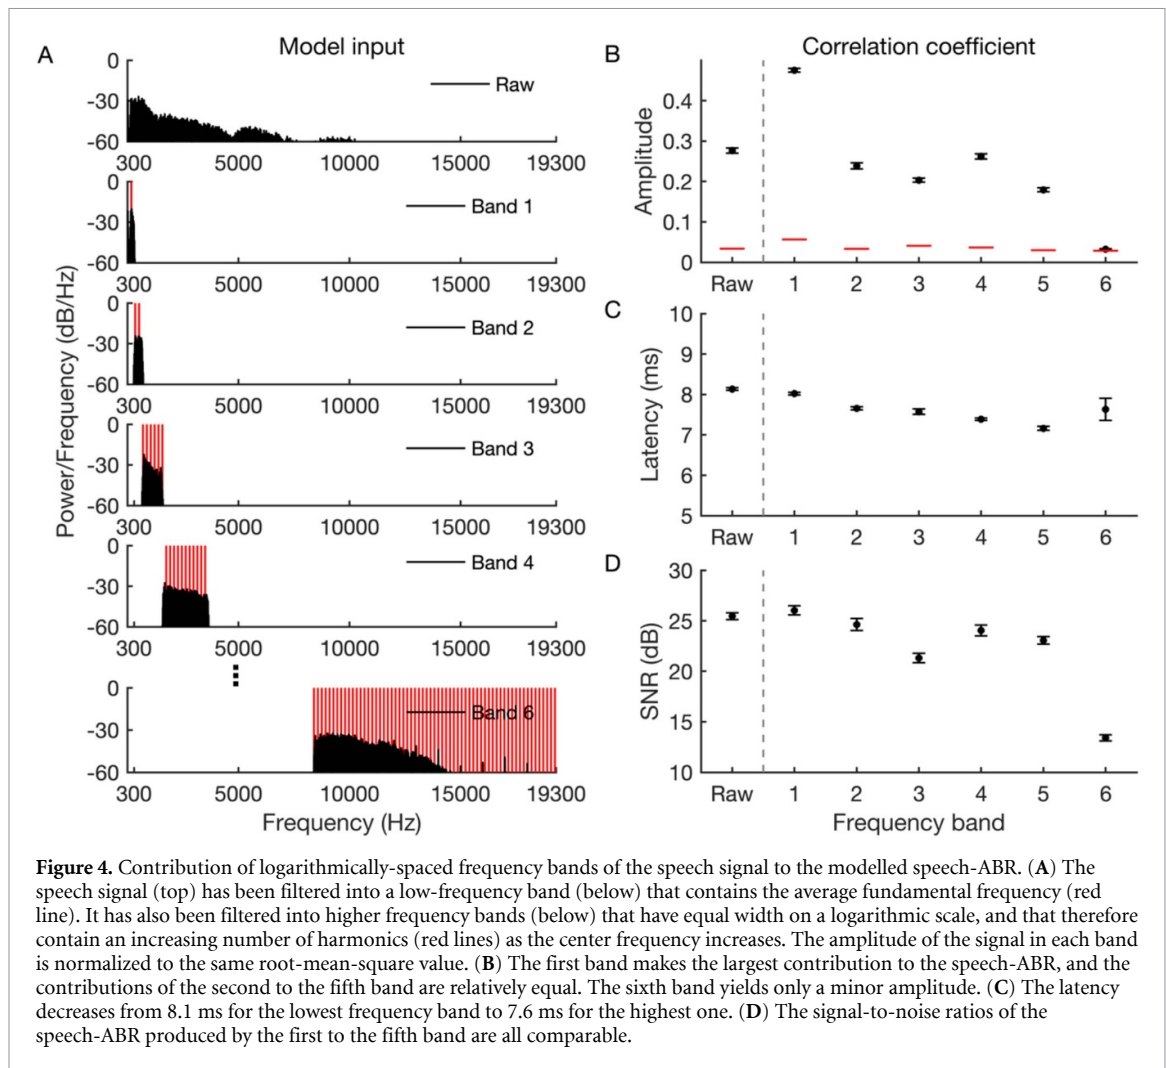 A
Model input
0
-30
-60
Raw
300 5000 10000 15000 19300
0
-30
-60
Band 1
300 5000 10000 15000 19300
0
-30
-60
Band 2
300 5000 10000 15000 19300
0
-30
-60
Band 3
300 5000 10000 15000 19300
0
-30
-60
Band 4
300 5000 10000 15000 19300
0
-30
-60
Band 6
300 5000 10000 15000 19300
Frequency (Hz)
Power/Frequency (dB/Hz)
B
Correlation coefficient
Amplitude
0.4
0.3
0.2
0.1
0
Raw 1 2 3 4 5 6
C
Latency (ms)
10
9
8
7
6
5
Raw 1 2 3 4 5 6
D
SNR (dB)
30
25
20
15
10
Raw 1 2 3 4 5 6
Frequency band
Figure 4. Contribution of logarithmically-spaced frequency bands of the speech signal to the modelled speech-ABR. (A) The
speech signal (top) has been filtered into a low-frequency band (below) that contains the average fundamental frequency (red
line). It has also been filtered into higher frequency bands (below) that have equal width on a logarithmic scale, and that therefore
contain an increasing number of harmonics (red lines) as the center frequency increases. The amplitude of the signal in each band
is normalized to the same root-mean-square value. (B) The first band makes the largest contribution to the speech-ABR, and the
contributions of the second to the fifth band are relatively equal. The sixth band yields only a minor amplitude. (C) The latency
decreases from 8.1 ms for the lowest frequency band to 7.6 ms for the highest one. (D) The signal-to-noise ratios of the
speech-ABR produced by the first to the fifth band are all comparable.